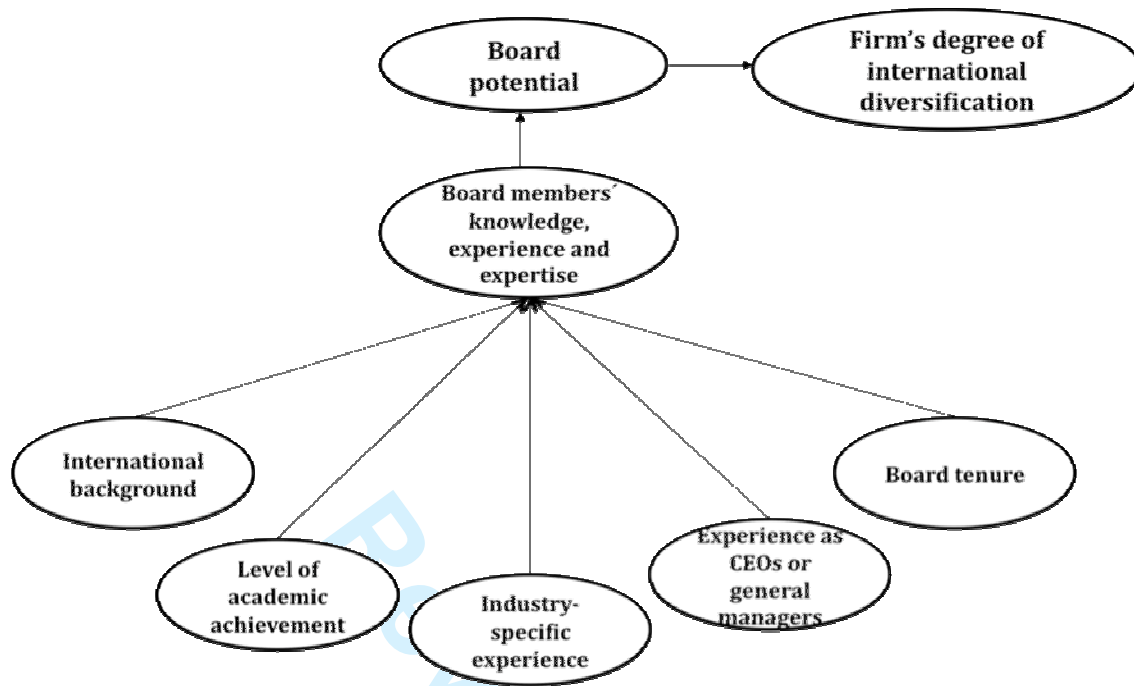 Board
potential
Firm's degree of
international
diversification
Board members´
knowledge,
experience and
expertise
International
background
Board tenure
Level of
academic
achievement
Industry-
specific
experience
Experience as
CEOs or
general
managers